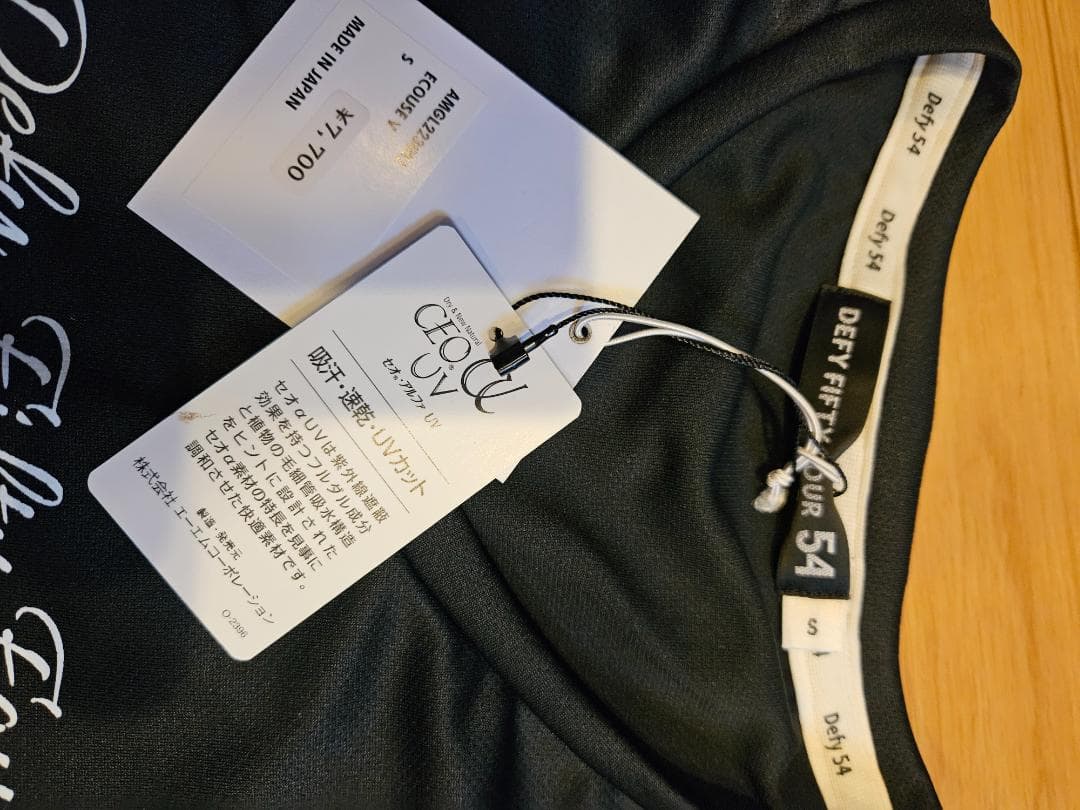 MADE IN JAPAN
¥7,700
S
ECOUSE V
Dry & New Natural
CEOα
UV
セオ®・アルファ UV
吸汗・速乾・UVカット
セオαUVは紫外線遮蔽
効果を持つフルダル成分
と植物の毛細管吸水構造
をヒントに設計された
セオα素材の特長を見事に
調和させた快適素材です。
製造・発売元
株式会社 エーエムコーポレーション
O-2396
Defy 54
Defy 54
DEFY FIFTY FOUR 54
S
Defy 54